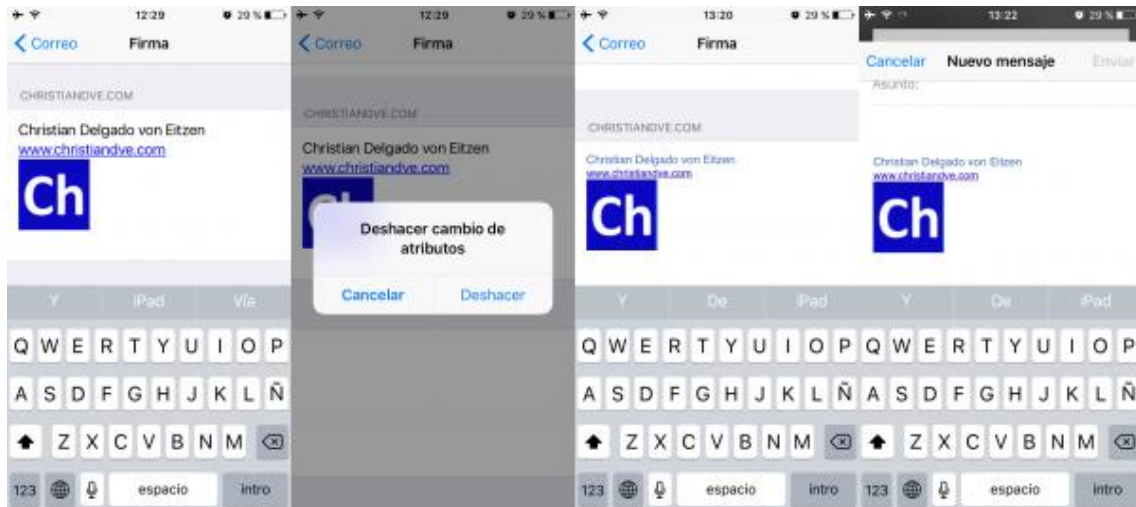 12:29
29 %
Correo
Firma
CHRISTIANDVE.COM
Christian Delgado von Eitzen
www.christiandve.com
Ch
Y iPad Vía
Q W E R T Y U I O P
A S D F G H J K L Ñ
Z X C V B N M
123 espacio intro
12:29
29 %
Correo
Firma
CHRISTIANDVE.COM
Christian Delgado von Eitzen
www.christiandve.com
Deshacer cambio de
atributos
Cancelar Deshacer
13:20
29 %
Correo
Firma
CHRISTIANDVE.COM
Christian Delgado von Eitzen
www.christiandve.com
Ch
Y De iPad
Q W E R T Y U I O P
A S D F G H J K L Ñ
Z X C V B N M
123 espacio intro
13:22
29 %
Cancelar Nuevo mensaje Enviar
Asunto:
Christian Delgado von Eitzen
www.christiandve.com
Ch
Y De iPad
Q W E R T Y U I O P
A S D F G H J K L Ñ
Z X C V B N M
123 espacio intro